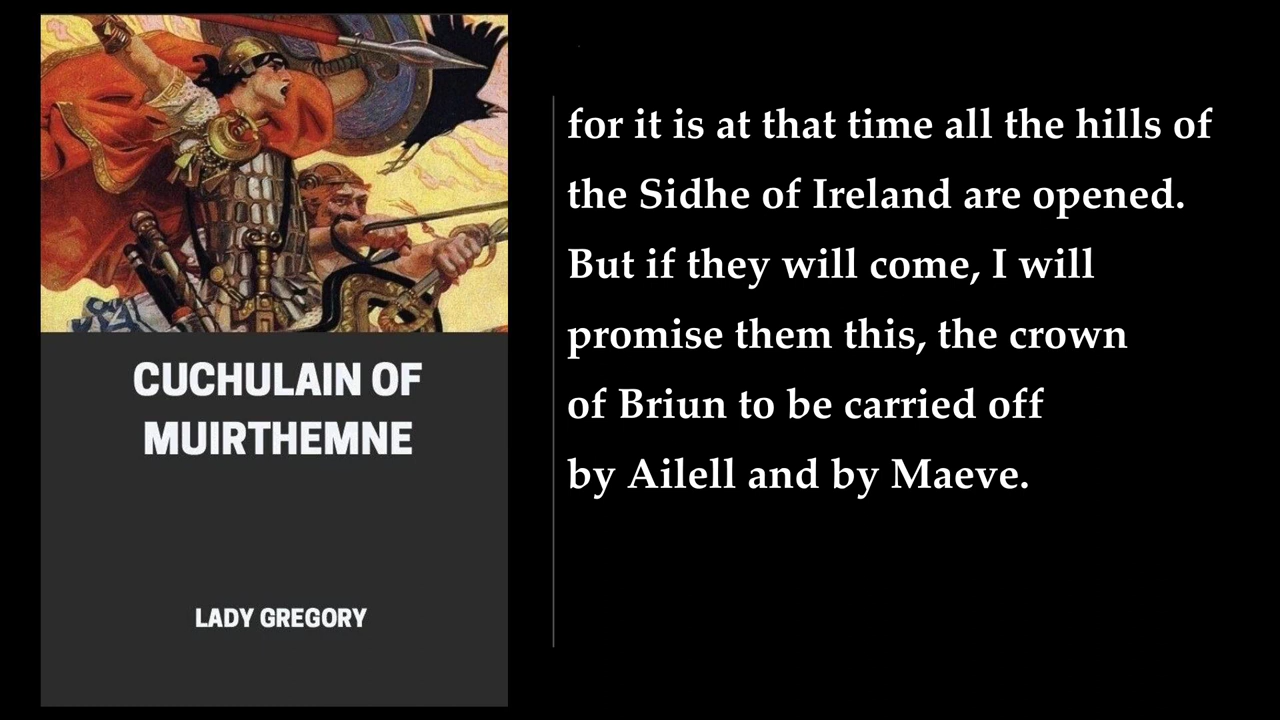 CUCHULAIN OF
MUIRTHEMNE
LADY GREGORY
for it is at that time all the hills of
the Sidhe of Ireland are opened.
But if they will come, I will
promise them this, the crown
of Briun to be carried off
by Ailell and by Maeve.